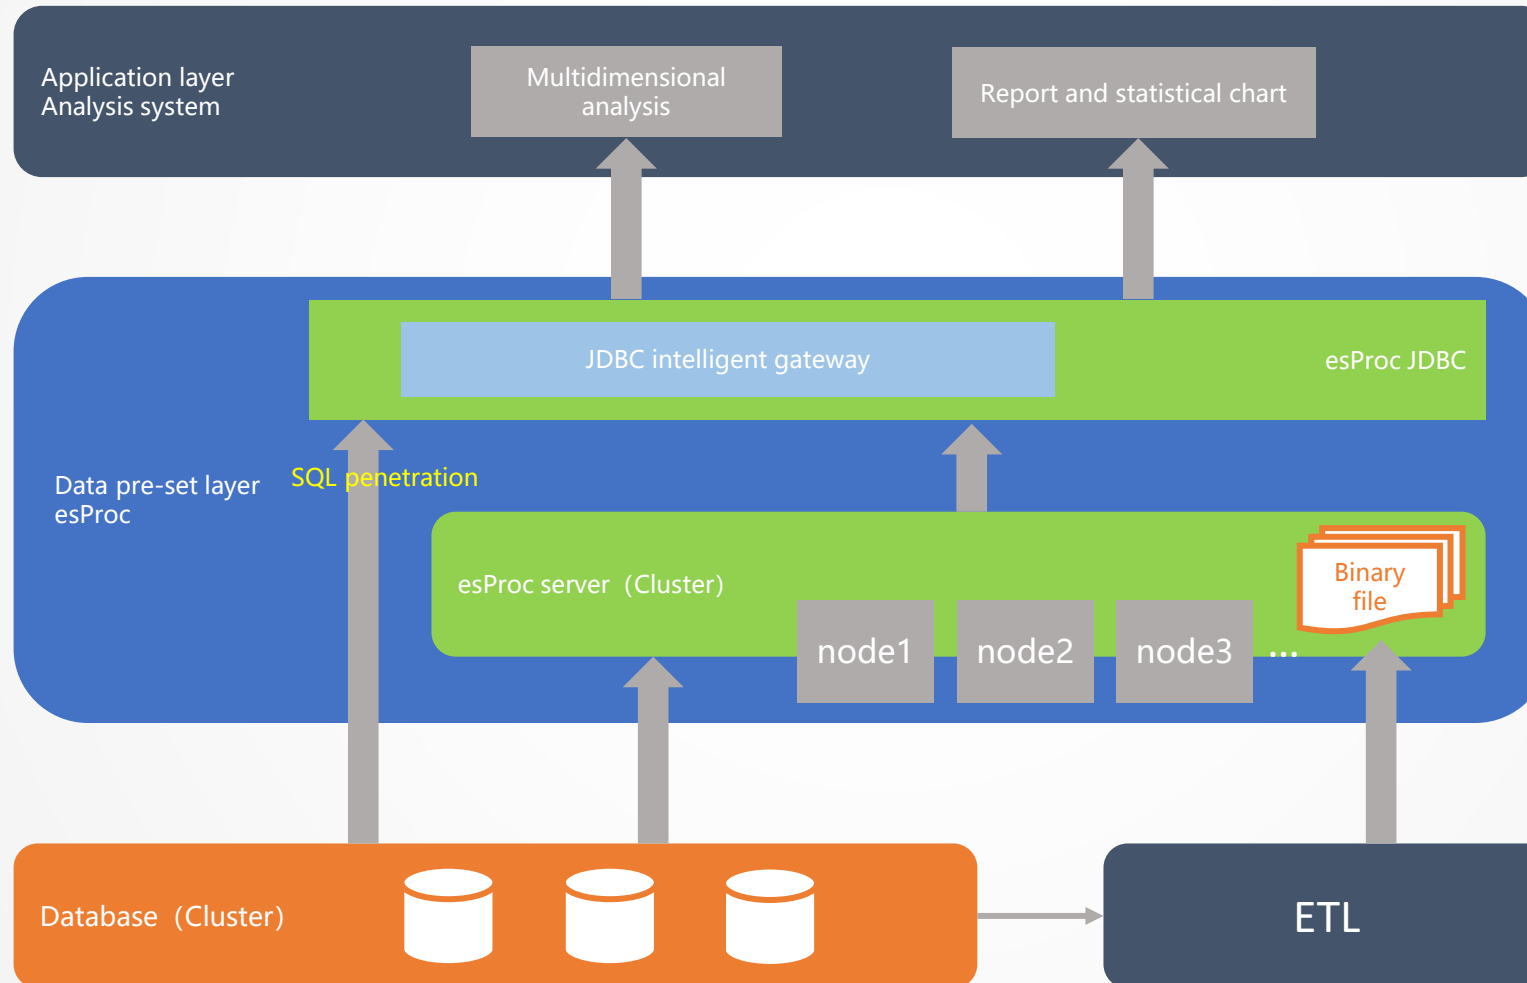 Application layer
Analysis system
Multidimensional
analysis
Report and statistical chart
JDBC intelligent gateway
esProc JDBC
SQL penetration
Data pre-set layer
esProc
esProc server（Cluster）
Binary
file
node1
node2
node3
...
Database（Cluster）
ETL